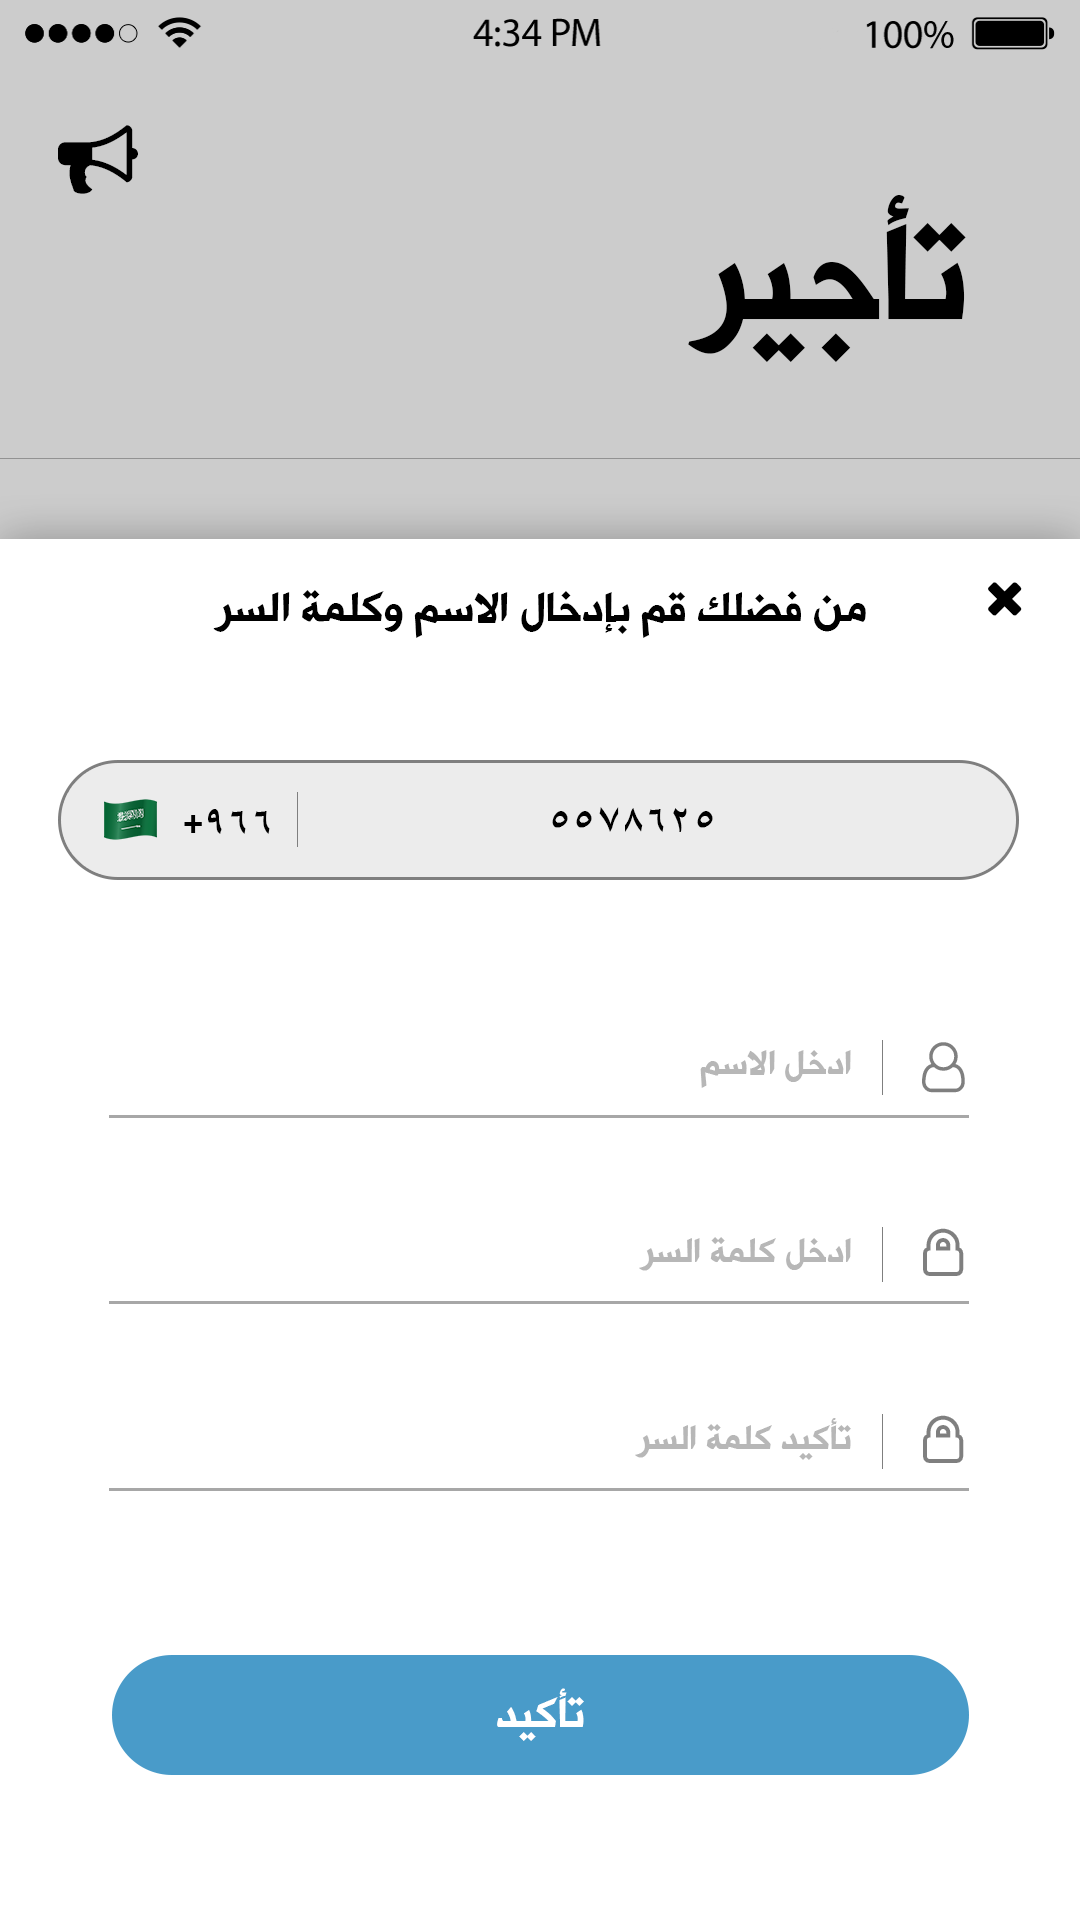 4:34 PM
100%
تأجير
من فضلك قم بإدخال الاسم وكلمة السر
+٩٦٦
٥٥٧٨٦٢٥
ادخل الاسم
ادخل كلمة السر
تأكيد كلمة السر
تأكيد